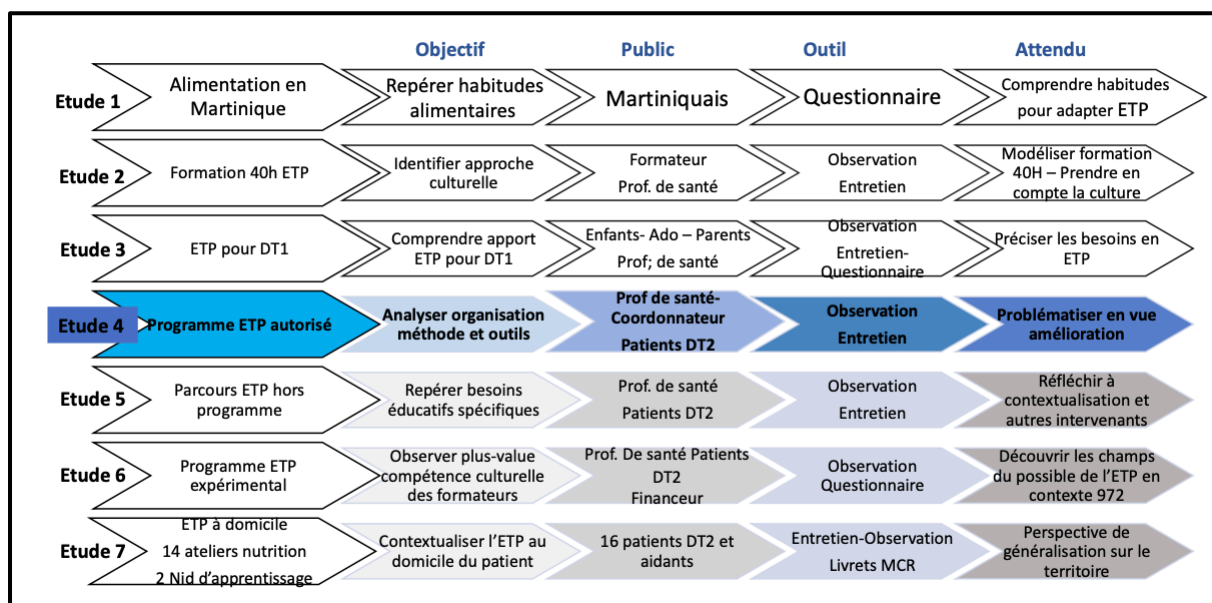 Objectif Public Outil Attendu
Etude 1
Alimentation en
Martinique
Repérer habitudes
alimentaires
Martiniquais
Questionnaire
Comprendre habitudes
pour adapter ETP
Etude 2
Formation 40h ETP
Identifier approche
culturelle
Formateur
Prof. de santé
Observation
Entretien
Modéliser formation
40H – Prendre en
compte la culture
Etude 3
ETP pour DT1
Comprendre apport
ETP pour DT1
Enfants- Ado – Parents
Prof; de santé
Observation
Entretien-
Questionnaire
Préciser les besoins en
ETP
Etude 4
Programme ETP autorisé
Analyser organisation
méthode et outils
Prof de santé-
Coordonnateur
Patients DT2
Observation
Entretien
Problématiser en vue
amélioration
Etude 5
Parcours ETP hors
programme
Repérer besoins
éducatifs spécifiques
Prof. de santé
Patients DT2
Observation
Entretien
Réfléchir à
contextualisation et
autres intervenants
Etude 6
Programme ETP
expérimental
Observer plus-value
compétence culturelle
des formateurs
Prof. De santé Patients
DT2
Financeur
Observation
Questionnaire
Découvrir les champs
du possible de l’ETP en
contexte 972
Etude 7
ETP à domicile
14 ateliers nutrition
2 Nid d’apprentissage
Contextualiser l’ETP au
domicile du patient
16 patients DT2 et
aidants
Entretien-Observation
Livrets MCR
Perspective de
généralisation sur le
territoire